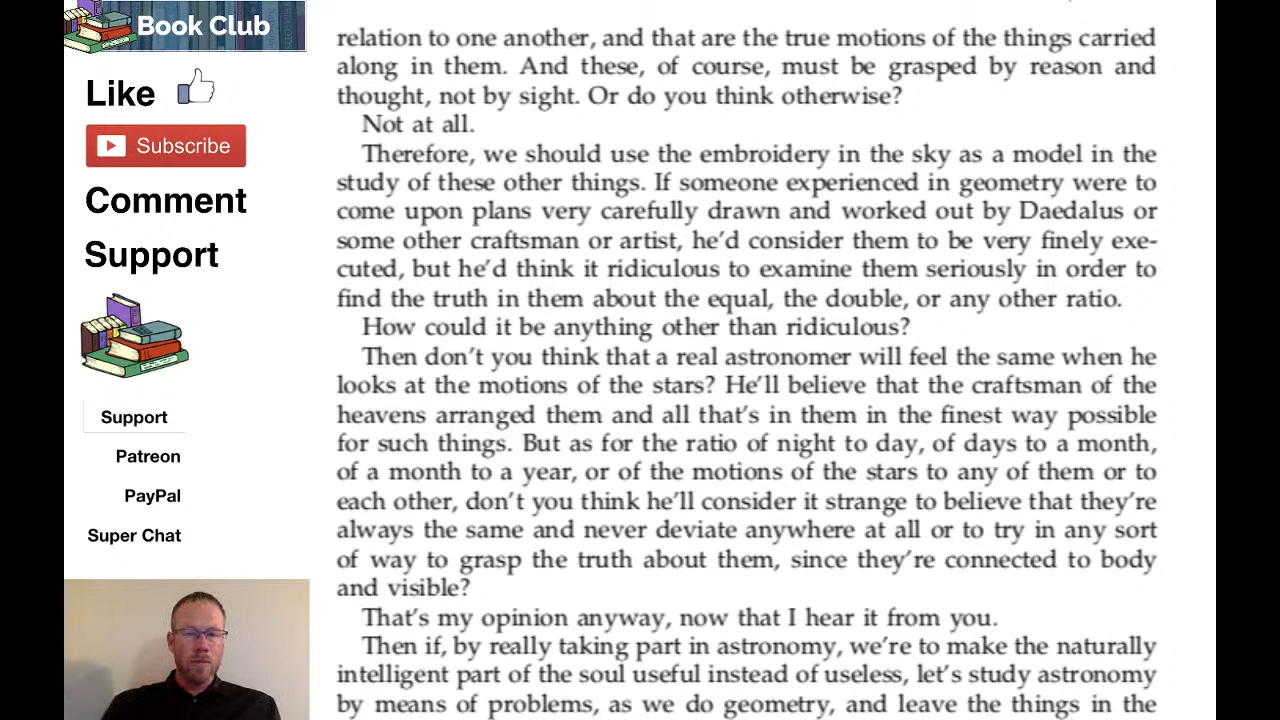 Book Club
Like
Subscribe
Comment
Support
Support
Patreon
PayPal
Super Chat
relation to one another, and that are the true motions of the things carried
along in them. And these, of course, must be grasped by reason and
thought, not by sight. Or do you think otherwise?
Not at all.
Therefore, we should use the embroidery in the sky as a model in the
study of these other things. If someone experienced in geometry were to
come upon plans very carefully drawn and worked out by Daedalus or
some other craftsman or artist, he'd consider them to be very finely exe-
cuted, but he'd think it ridiculous to examine them seriously in order to
find the truth in them about the equal, the double, or any other ratio.
How could it be anything other than ridiculous?
Then don't you think that a real astronomer will feel the same when he
looks at the motions of the stars? He'll believe that the craftsman of the
heavens arranged them and all that's in them in the finest way possible
for such things. But as for the ratio of night to day, of days to a month,
of a month to a year, or of the motions of the stars to any of them or to
each other, don't you think he'll consider it strange to believe that they're
always the same and never deviate anywhere at all or to try in any sort
of way to grasp the truth about them, since they're connected to body
and visible?
That's my opinion anyway, now that I hear it from you.
Then if, by really taking part in astronomy, we're to make the naturally
intelligent part of the soul useful instead of useless, let's study astronomy
by means of problems, as we do geometry, and leave the things in the